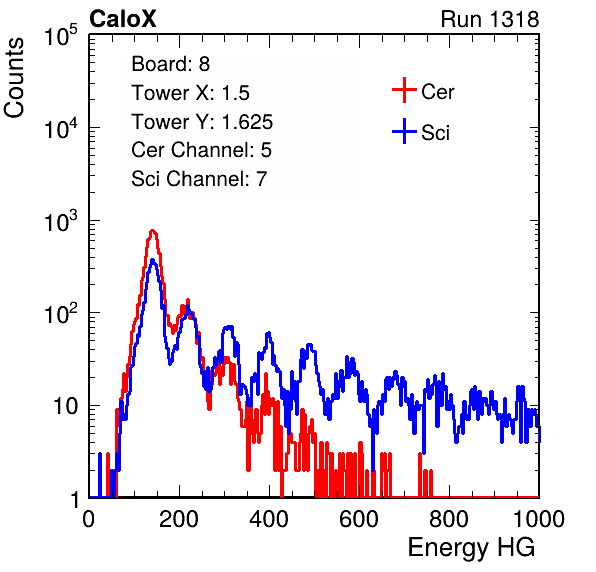 CaloX Run 1318
Counts
Board: 8
Tower X: 1.5
Tower Y: 1.625
Cer Channel: 5
Sci Channel: 7
Cer
Sci
10^5
10^4
10^3
10^2
10
1
0 200 400 600 800 1000
Energy HG